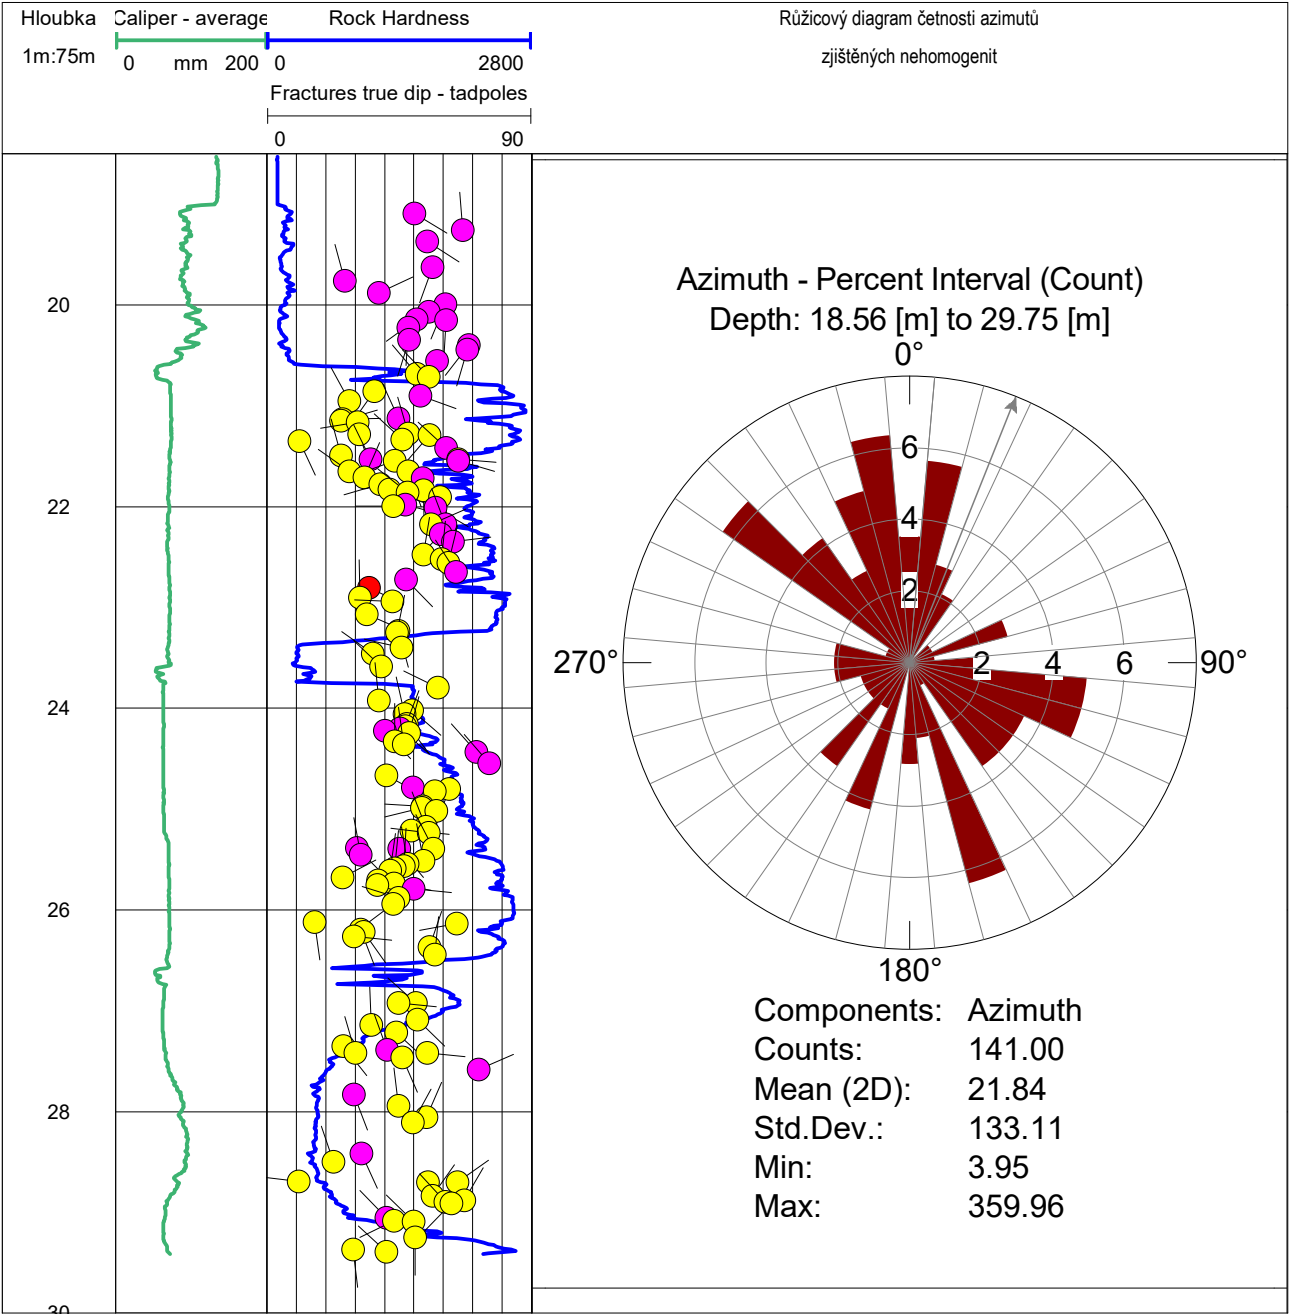 Hloubka
1m:75m
Caliper - average
0 mm 200
Rock Hardness
0 2800
Fractures true dip - tadpoles
0 90
Růžicový diagram četnosti azimutů
zjištěných nehomogenit
20
22
24
26
28
30
Azimuth - Percent Interval (Count)
Depth: 18.56 [m] to 29.75 [m]
0°
6
4
2
270°
2 4 6
90°
180°
Components: Azimuth
Counts: 141.00
Mean (2D): 21.84
Std.Dev.: 133.11
Min: 3.95
Max: 359.96